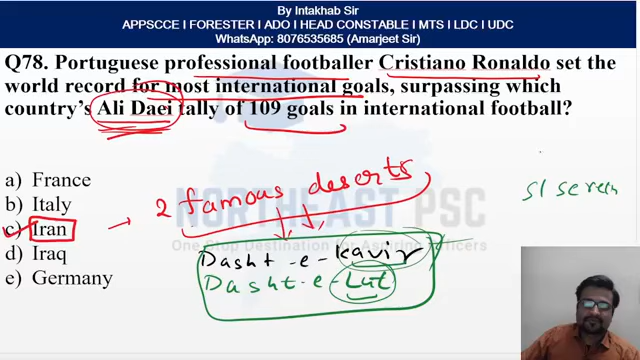 By Intakhab Sir
APPSCCE I FORESTER I ADO I HEAD CONSTABLE I MTS I LDC I UDC
WhatsApp: 8076535685 (Amarjeet Sir)
Q78. Portuguese professional footballer Cristiano Ronaldo set the
world record for most international goals, surpassing which
country's Ali Daei tally of 109 goals in international football?
a) France
b) Italy
c) Iran
d) Iraq
e) Germany
2 famous deserts
NORTHEAST PSC
One Stop Destination for Aspiring Officers
Dasht-e-Kavir
Dasht-e-Lut